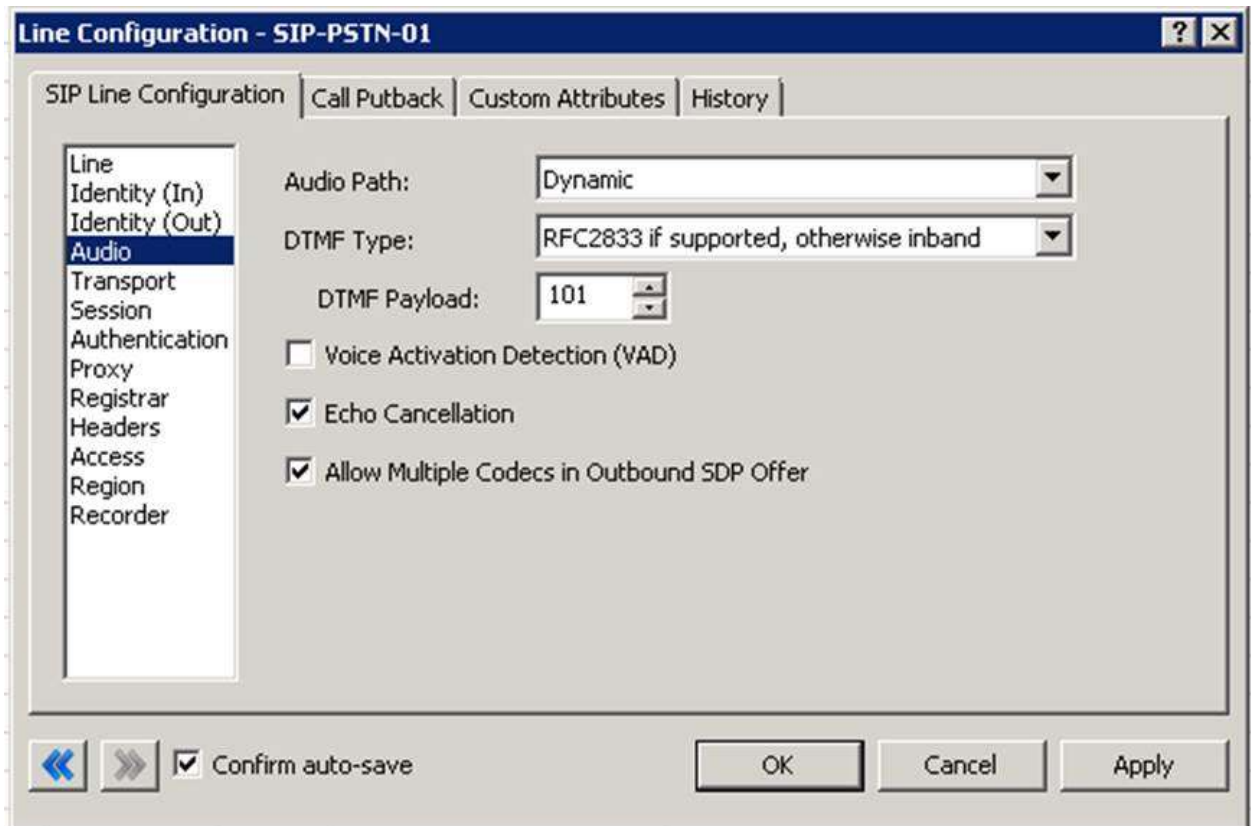 Line Configuration - SIP-PSTN-01
?
SIP Line Configuration
Call Putback
Custom Attributes
History
Line
Identity (In)
Identity (Out)
Audio
Transport
Session
Authentication
Proxy
Registrar
Headers
Access
Region
Recorder
Audio Path:
Dynamic
DTMF Type:
RFC2833 if supported, otherwise inband
DTMF Payload:
101
Voice Activation Detection (VAD)
Echo Cancellation
Allow Multiple Codecs in Outbound SDP Offer
Confirm auto-save
OK
Cancel
Apply